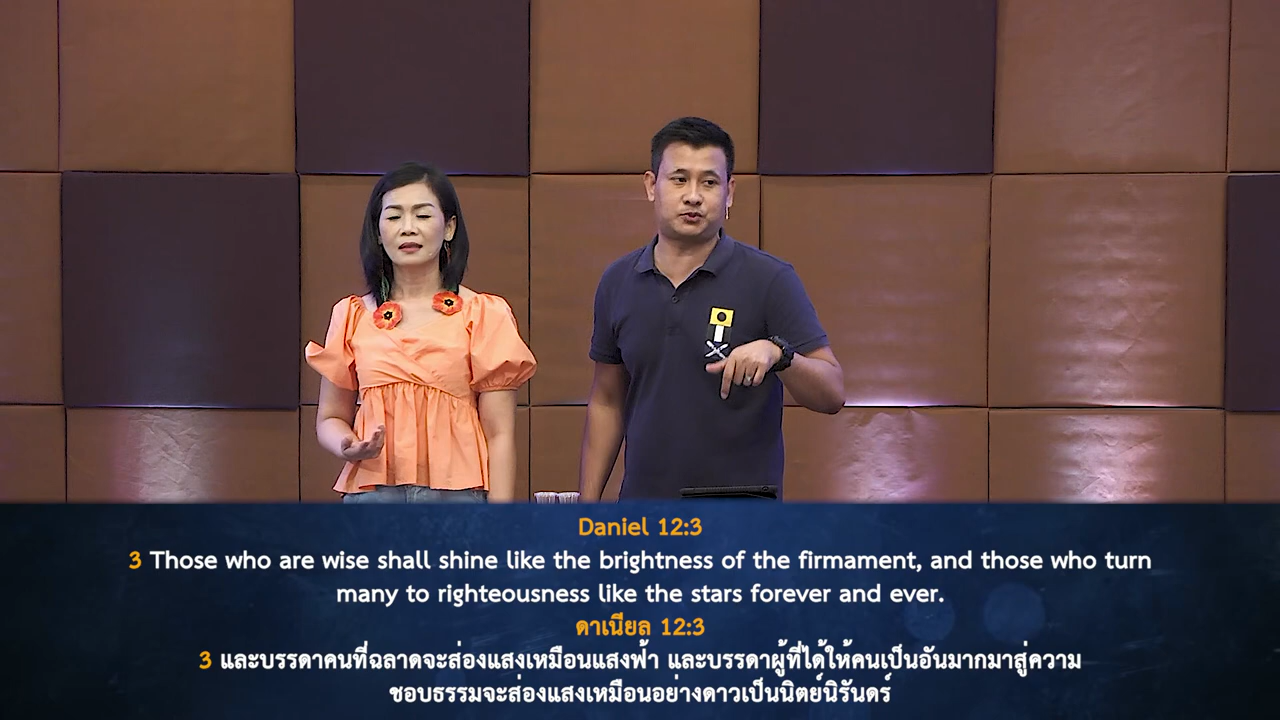 Daniel 12:3
3 Those who are wise shall shine like the brightness of the firmament, and those who turn
many to righteousness like the stars forever and ever.
ดาเนียล 12:3
3 และบรรดาคนที่ฉลาดจะส่องแสงเหมือนแสงฟ้า และบรรดาผู้ที่ได้ให้คนเป็นอันมากมาสู่ความ
ชอบธรรมจะส่องแสงเหมือนอย่างดาวเป็นนิตย์นิรันดร์